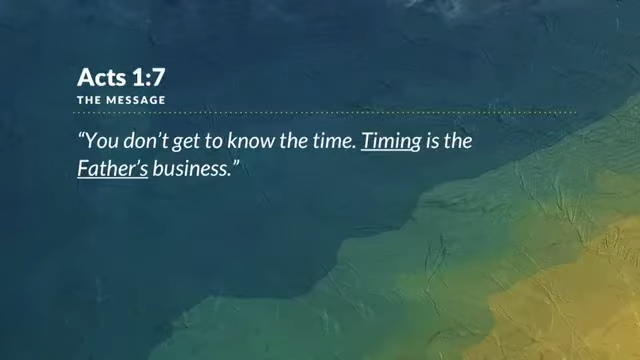 Acts 1:7
THE MESSAGE
“You don’t get to know the time. Timing is the
Father’s business.”